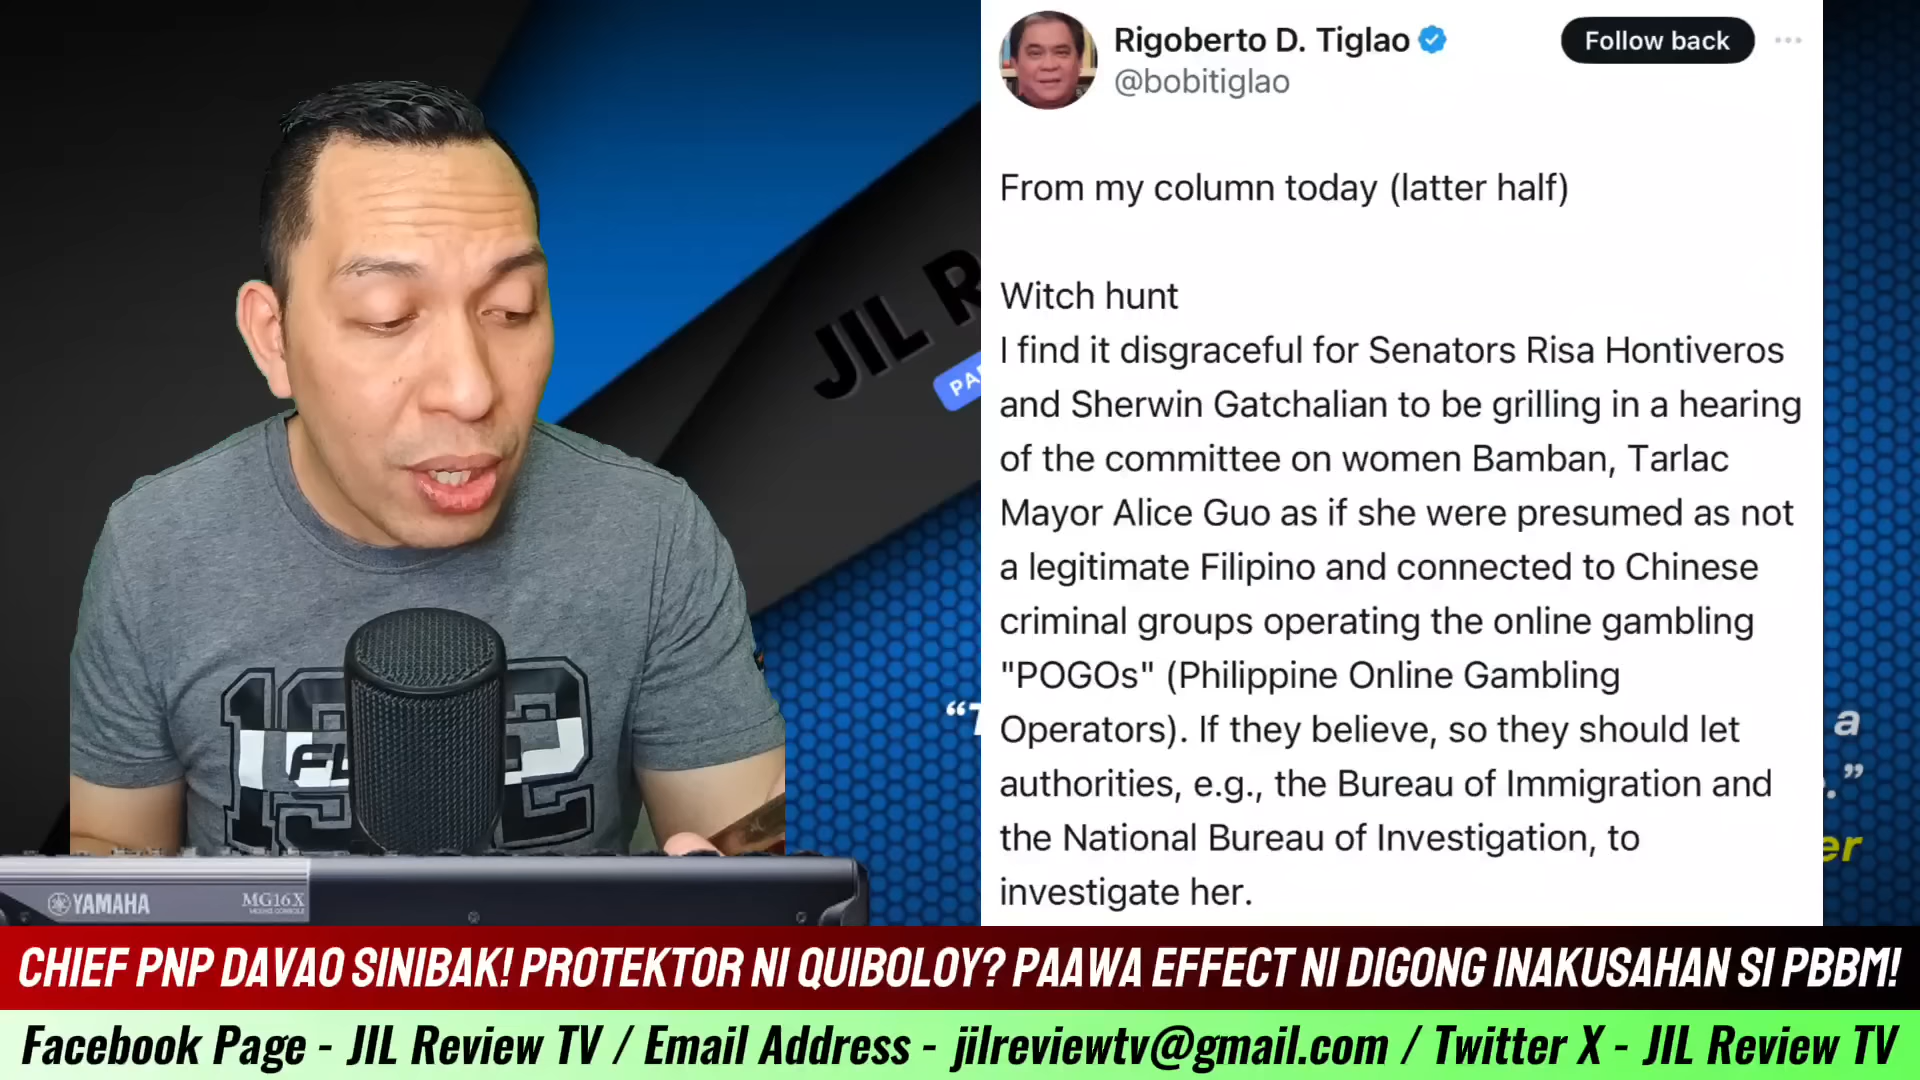 Rigoberto D. Tiglao
@bobitiglao
Follow back
From my column today (latter half)
Witch hunt
I find it disgraceful for Senators Risa Hontiveros
and Sherwin Gatchalian to be grilling in a hearing
of the committee on women Bamban, Tarlac
Mayor Alice Guo as if she were presumed as not
a legitimate Filipino and connected to Chinese
criminal groups operating the online gambling
"POGOs" (Philippine Online Gambling
Operators). If they believe, so they should let
authorities, e.g., the Bureau of Immigration and
the National Bureau of Investigation, to
investigate her.
JIL R
a
.”
er
YAMAHA
MG16X
MIXING CONSOLE
CHIEF PNP DAVAO SINIBAK! PROTEKTOR NI QUIBOLOY? PAAWA EFFECT NI DIGONG INAKUSAHAN SI PBBM!
Facebook Page - JIL Review TV / Email Address - jilreviewtv@gmail.com / Twitter X - JIL Review TV